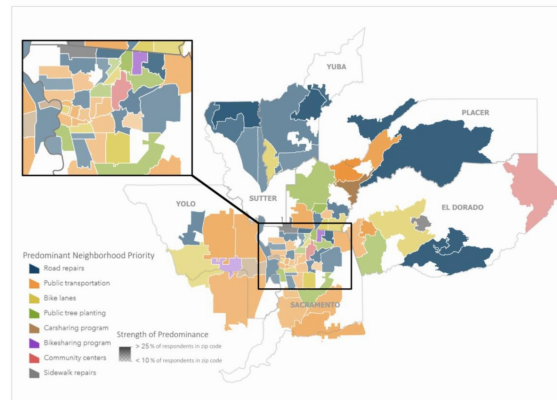 YUBA
PLACER
SUTTER
YOLO
EL DORADO
SACRAMENTO
Predominant Neighborhood Priority
Road repairs
Public transportation
Bike lanes
Public tree planting
Carsharing program
Bikesharing program
Community centers
Sidewalk repairs
Strength of Predominance
> 25 % of respondents in zip code
< 10 % of respondents in zip code